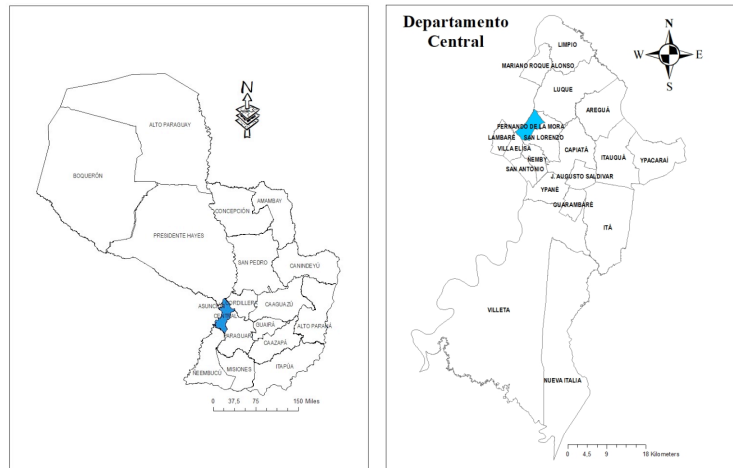 N
ALTO PARAGUAY
BOQUERÓN
AMAMBAY
CONCEPCIÓN
PRESIDENTE HAYES
SAN PEDRO
CANINDEYÚ
CAAGUAZÚ
GUAIRÁ
ALTO PARANÁ
CAAZAPÁ
MISIONES
ITAPÚA
ÑEEMBUCÚ
0 37,5 75 150 Miles
Departamento
Central
N
W
E
S
LIMPIO
MARIANO ROQUE ALONSO
LUQUE
AREGUÁ
FERNANDO DE LA MORA
LAMBARÉ
SAN LORENZO
VILLA ELISA
CAPIATÁ
ITAUGUÁ
YPACARAÍ
ÑEMBY
SAN ANTONIO
J. AUGUSTO SALDIVAR
YPANÉ
GUARAMBARÉ
ITÁ
VILLETA
NUEVA ITALIA
0 4,5 9 18 Kilometers